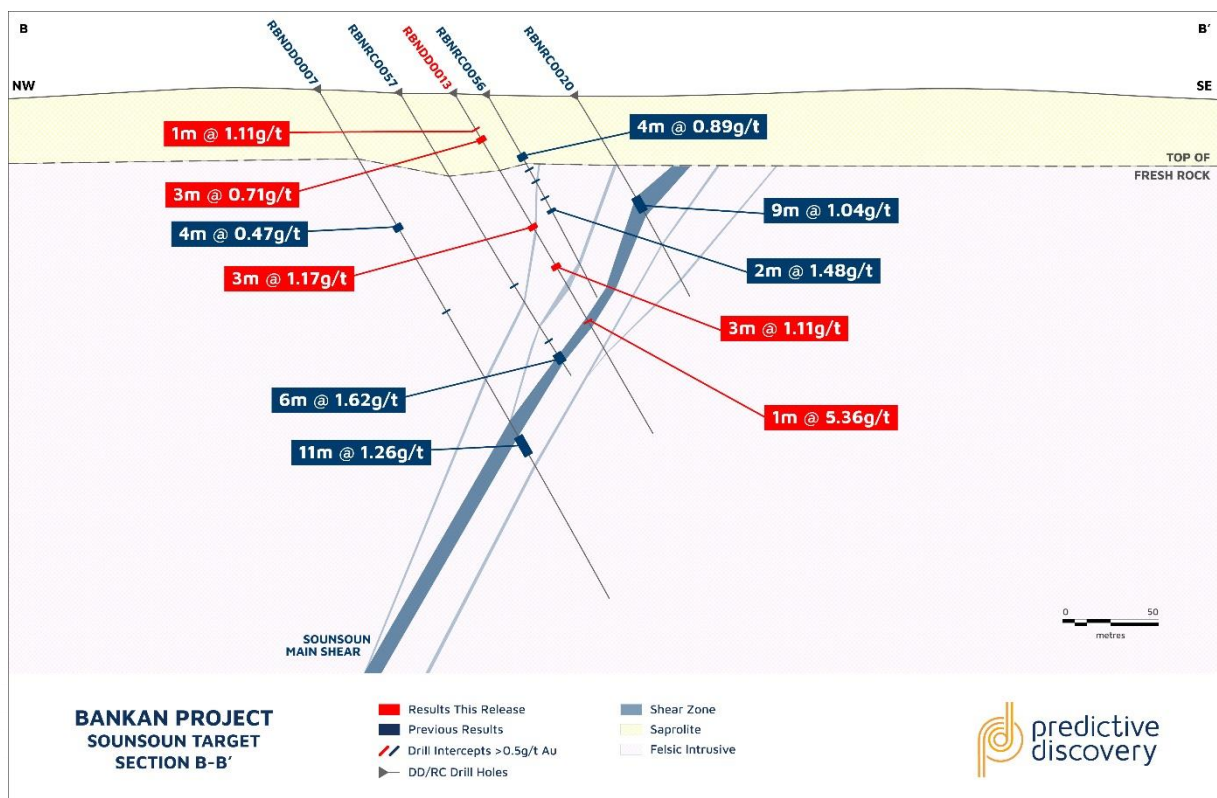 B
B'
NW
SE
RBNDD0007
RBNRC0057
RBNDD0013
RBNRC0056
RBNRC0020
1m @ 1.11g/t
4m @ 0.89g/t
TOP OF
FRESH ROCK
3m @ 0.71g/t
9m @ 1.04g/t
4m @ 0.47g/t
3m @ 1.17g/t
2m @ 1.48g/t
3m @ 1.11g/t
6m @ 1.62g/t
1m @ 5.36g/t
11m @ 1.26g/t
0 50
metres
SOUNSOUN
MAIN SHEAR
BANKAN PROJECT
SOUNSOUN TARGET
SECTION B-B'
Results This Release
Previous Results
Drill Intercepts >0.5g/t Au
DD/RC Drill Holes
Shear Zone
Saprolite
Felsic Intrusive
predictive
discovery